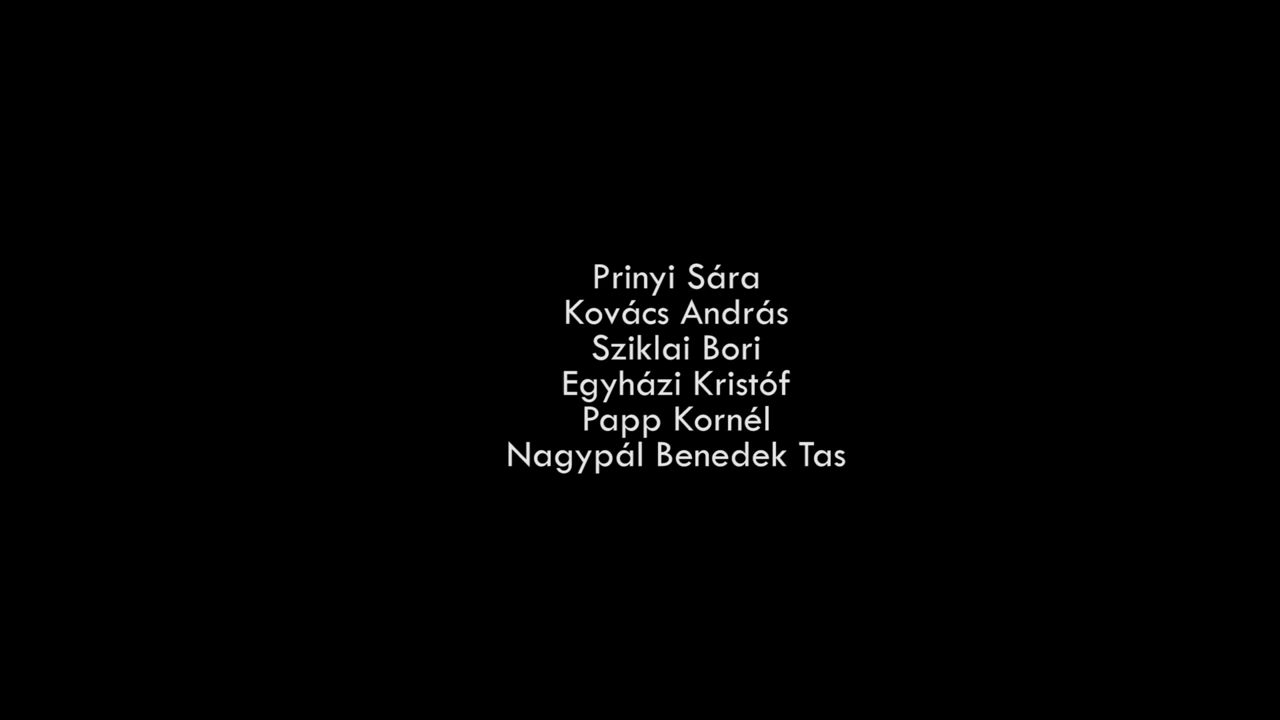 Prinyi Sára
Kovács András
Sziklai Bori
Egyházi Kristóf
Papp Kornél
Nagypál Benedek Tas